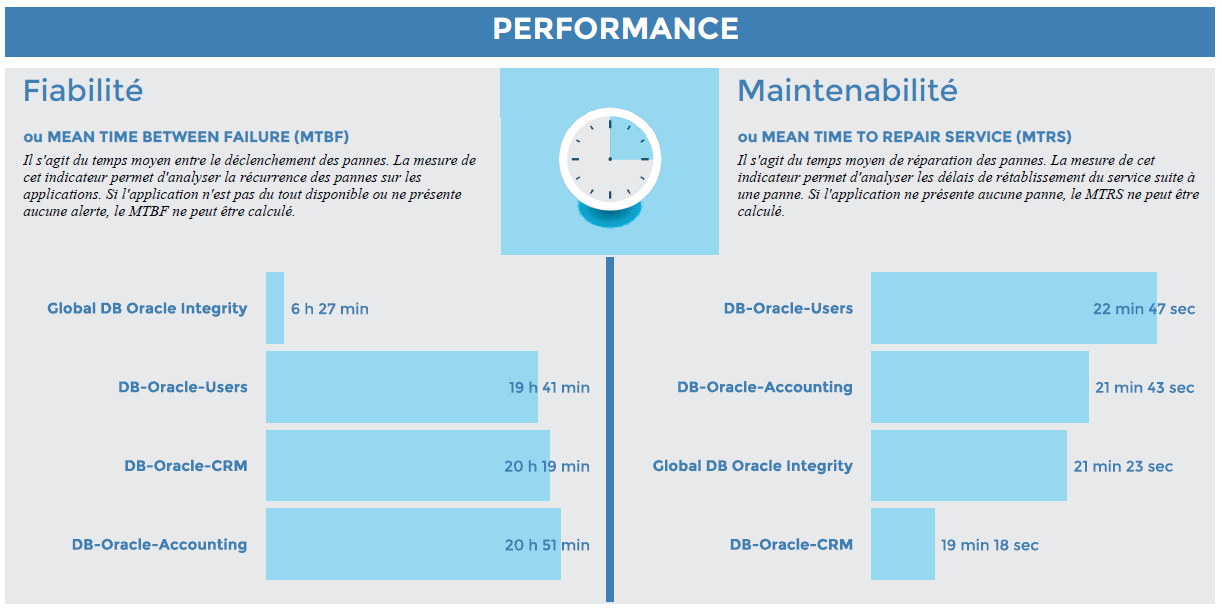 PERFORMANCE
Fiabilité
ou MEAN TIME BETWEEN FAILURE (MTBF)
Il s'agit du temps moyen entre le déclenchement des pannes. La mesure de
cet indicateur permet d'analyser la récurrence des pannes sur les
applications. Si l'application n'est pas du tout disponible ou ne présente
aucune alerte, le MTBF ne peut être calculé.
Global DB Oracle Integrity 6 h 27 min
DB-Oracle-Users 19 h 41 min
DB-Oracle-CRM 20 h 19 min
DB-Oracle-Accounting 20 h 51 min
Maintenabilité
ou MEAN TIME TO REPAIR SERVICE (MTRS)
Il s'agit du temps moyen de réparation des pannes. La mesure de cet
indicateur permet d'analyser les délais de rétablissement du service suite à
une panne. Si l'application ne présente aucune panne, le MTRS ne peut être
calculé.
DB-Oracle-Users 22 min 47 sec
DB-Oracle-Accounting 21 min 43 sec
Global DB Oracle Integrity 21 min 23 sec
DB-Oracle-CRM 19 min 18 sec